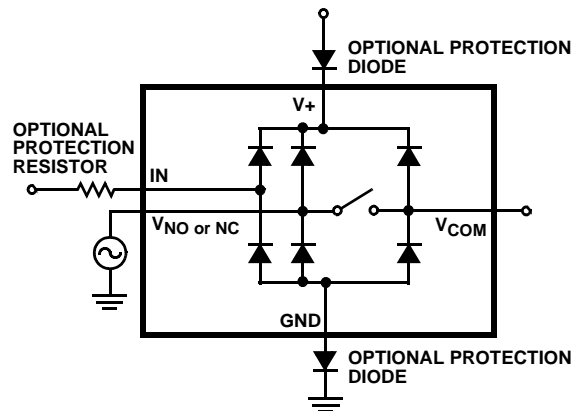 OPTIONAL PROTECTION
DIODE
V+
OPTIONAL
PROTECTION
RESISTOR
IN
VNO or NC
VCOM
GND
OPTIONAL PROTECTION
DIODE